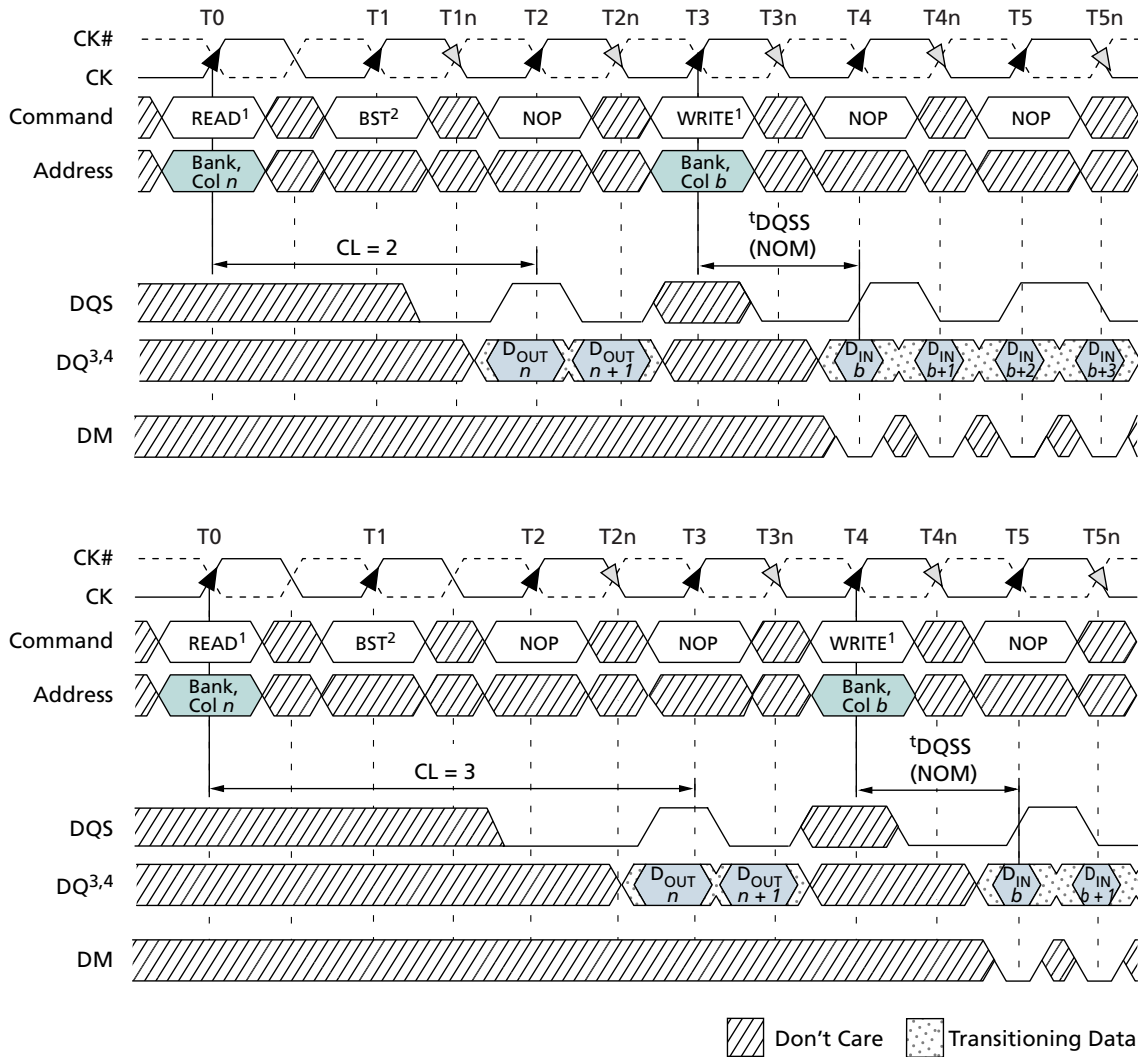 T0 T1 T1n T2 T2n T3 T3n T4 T4n T5 T5n
CK#
CK
Command READ¹ BST² NOP WRITE¹ NOP NOP
Address Bank, Col n Bank, Col b
CL = 2
tDQSS
(NOM)
DQS
DQ³,⁴ DOUT n DOUT n + 1 DIN b DIN b+1 DIN b+2 DIN b+3
DM
T0 T1 T2 T2n T3 T3n T4 T4n T5 T5n
CK#
CK
Command READ¹ BST² NOP NOP WRITE¹ NOP
Address Bank, Col n Bank, Col b
CL = 3
tDQSS
(NOM)
DQS
DQ³,⁴ DOUT n DOUT n + 1 DIN b DIN b + 1
DM
Don't Care Transitioning Data